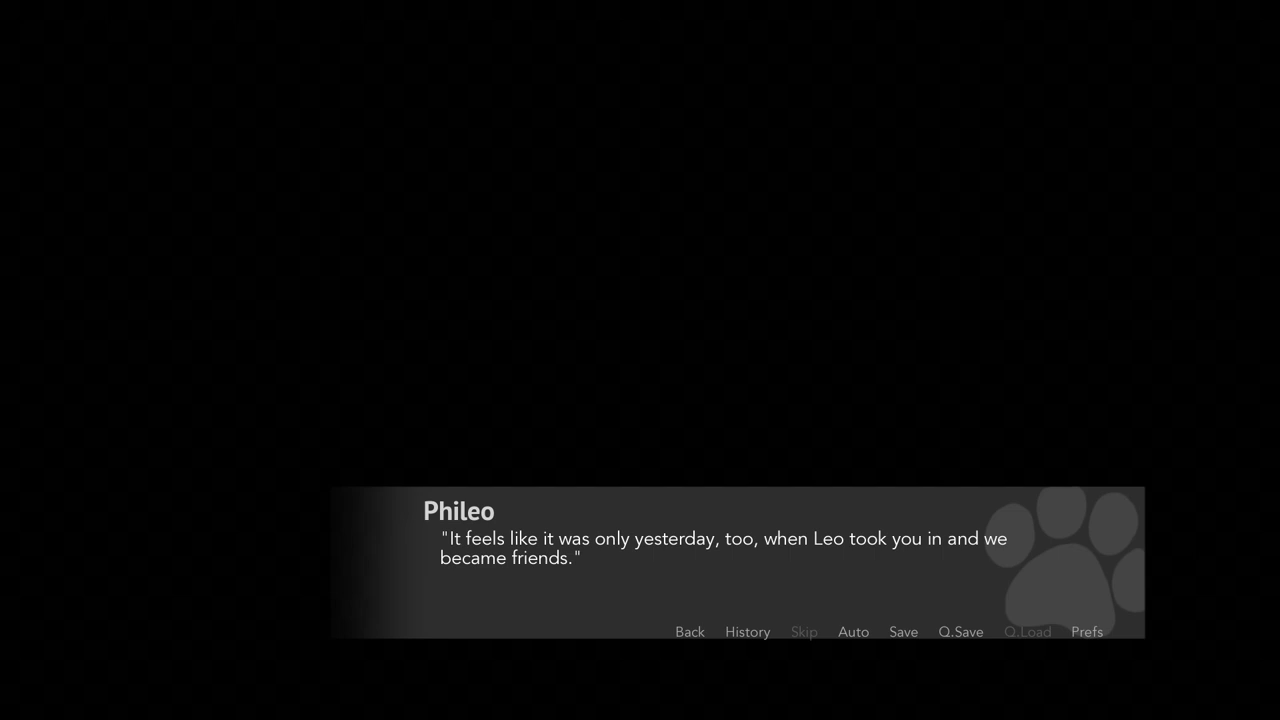 Phileo
"It feels like it was only yesterday, too, when Leo took you in and we
became friends."
Back History Skip Auto Save Q.Save Q.Load Prefs